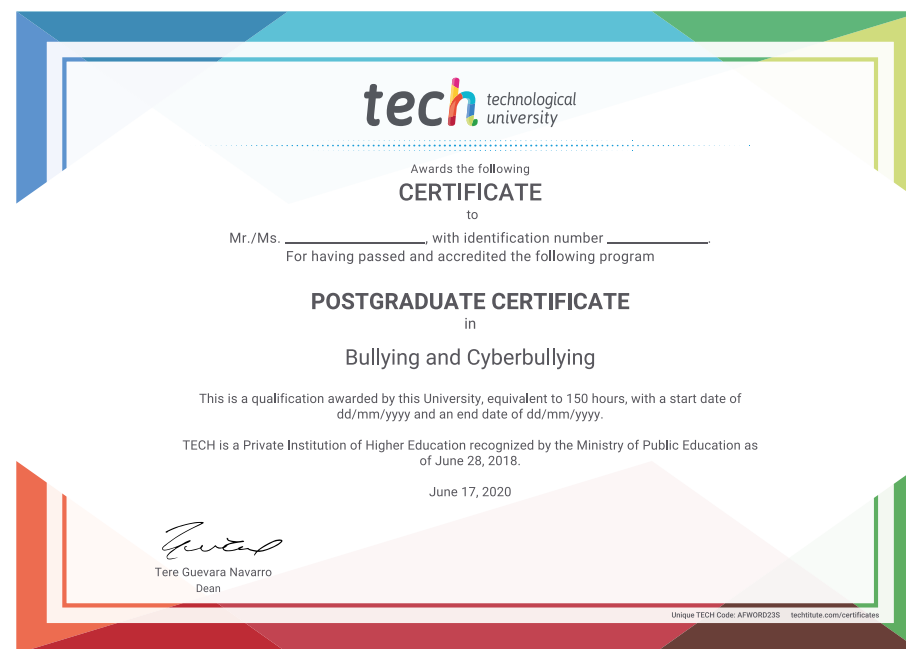 tech technological
university
Awards the following
CERTIFICATE
to
Mr./Ms. ____________, with identification number ____________.
For having passed and accredited the following program
POSTGRADUATE CERTIFICATE
in
Bullying and Cyberbullying
This is a qualification awarded by this University, equivalent to 150 hours, with a start date of
dd/mm/yyyy and an end date of dd/mm/yyyy.
TECH is a Private Institution of Higher Education recognized by the Ministry of Public Education as
of June 28, 2018.
June 17, 2020
Tere Guevara Navarro
Dean
Unique TECH Code: AFWORD23S techtitute.com/certificates